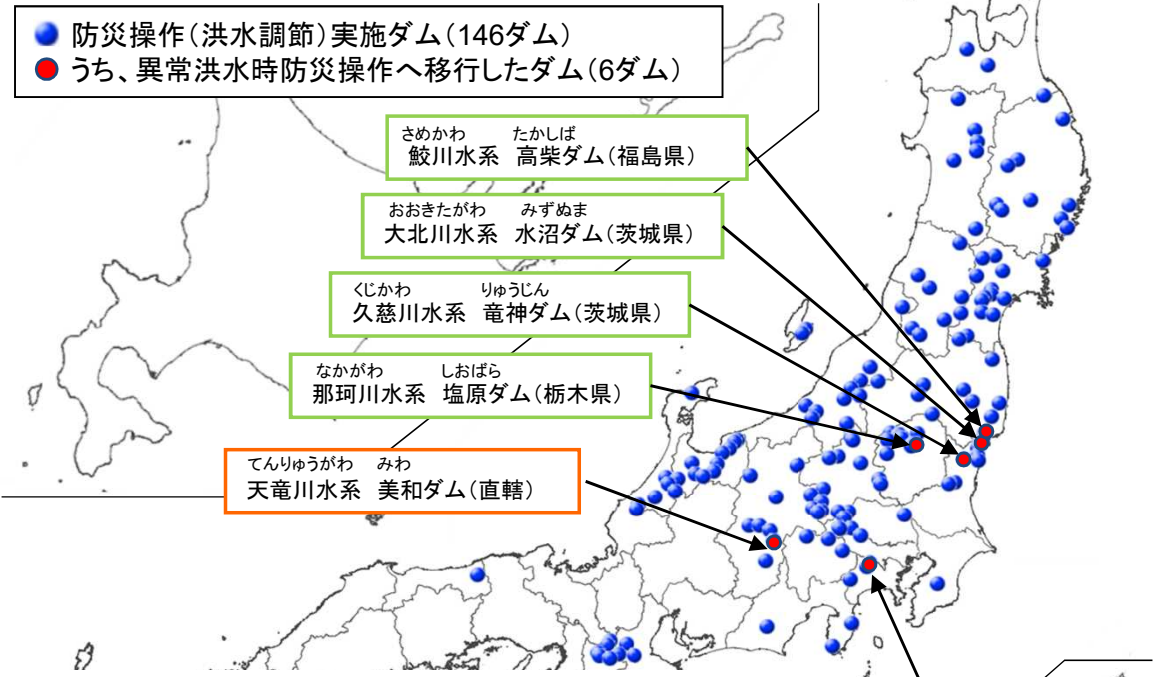 防災操作(洪水調節)実施ダム(146ダム)
うち、異常洪水時防災操作へ移行したダム(6ダム)
さめかわ たかしば
鮫川水系 高柴ダム(福島県)
おおきたがわ みずぬま
大北川水系 水沼ダム(茨城県)
くじかわ りゅうじん
久慈川水系 竜神ダム(茨城県)
なかがわ しおばら
那珂川水系 塩原ダム(栃木県)
てんりゅうがわ みわ
天竜川水系 美和ダム(直轄)